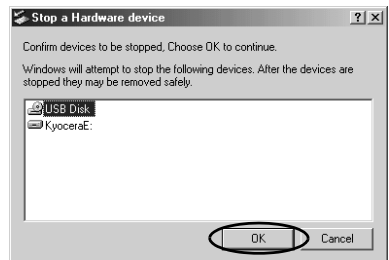 Stop a Hardware device
Confirm devices to be stopped, Choose OK to continue.
Windows will attempt to stop the following devices. After the devices are
stopped they may be removed safely.
USB Disk
KyoceraE:
OK Cancel